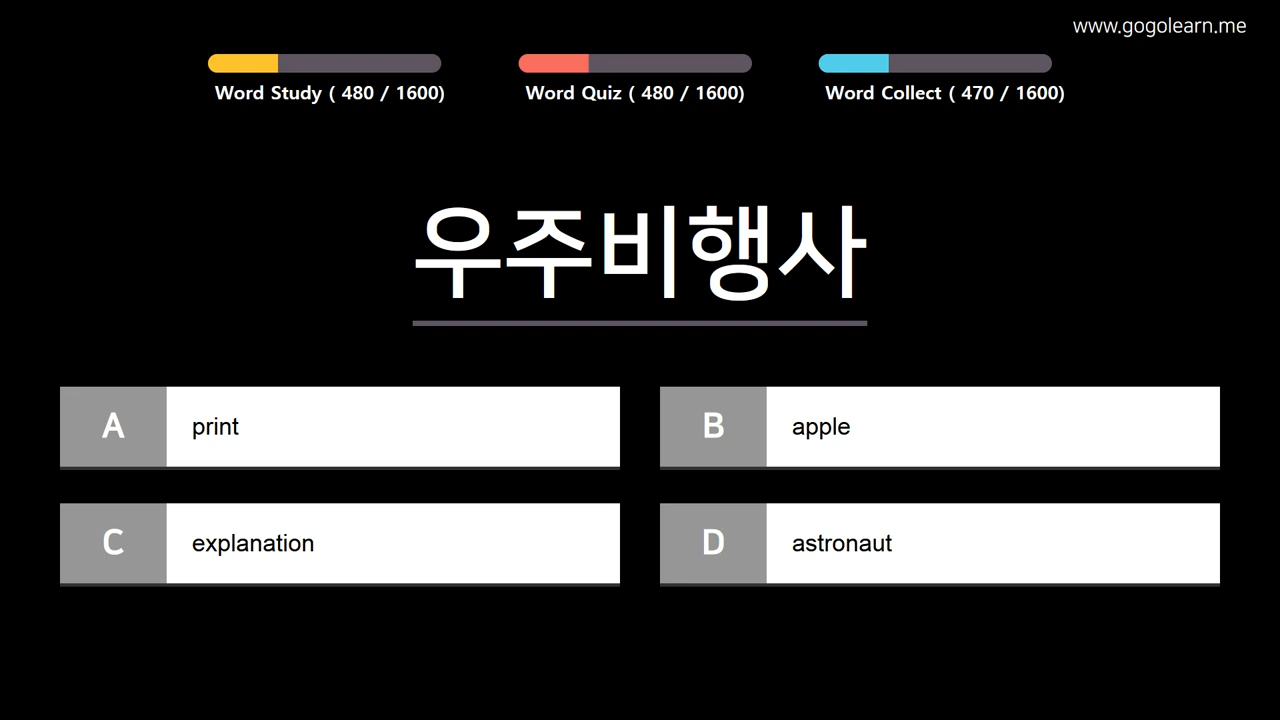 www.gogolearn.me
Word Study ( 480 / 1600)
Word Quiz ( 480 / 1600)
Word Collect ( 470 / 1600)
우주비행사
A print
B apple
C explanation
D astronaut